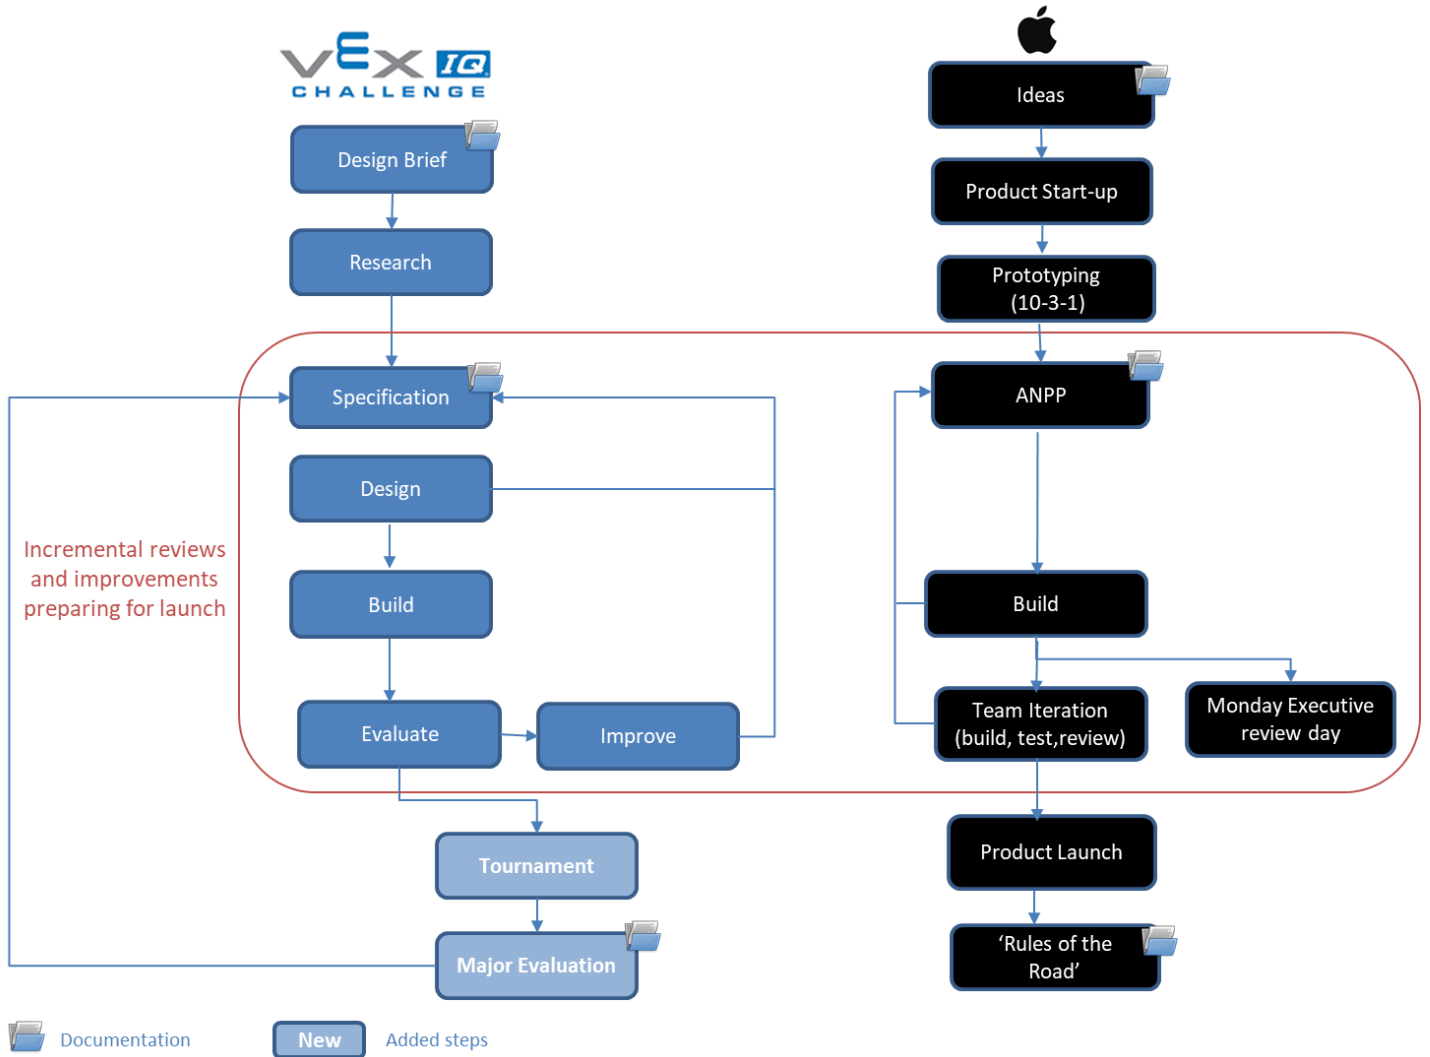 VEX IQ
CHALLENGE
Design Brief
Research
Specification
Design
Build
Evaluate
Improve
Tournament
Major Evaluation
Incremental reviews
and improvements
preparing for launch
Ideas
Product Start-up
Prototyping
(10-3-1)
ANPP
Build
Team Iteration
(build, test,review)
Monday Executive
review day
Product Launch
‘Rules of the
Road’
Documentation
New
Added steps